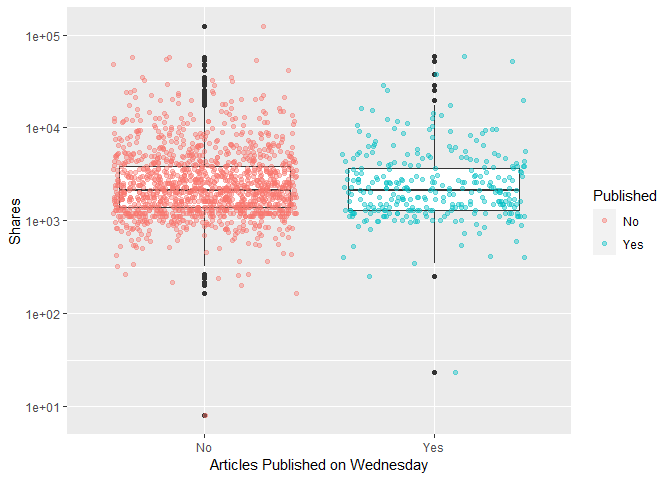 1e+05
1e+04
1e+03
1e+02
1e+01
Shares
No
Yes
Articles Published on Wednesday
Published
No
Yes